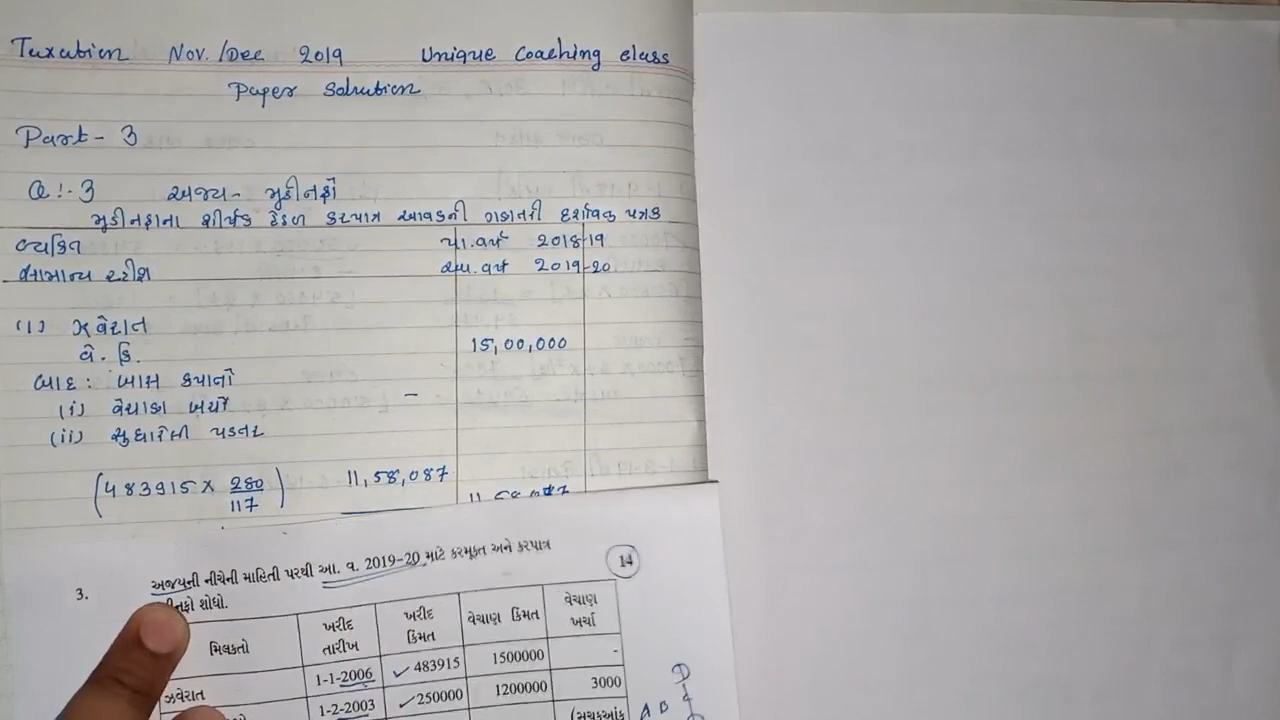 Taxation Nov./Dec 2019 Unique Coaching class
Paper Solution
Part- 3
Q:-3 અજય- મૂડીનફો
મૂડીનફાના શીર્ષક હેઠળ કરપાત્ર આવકની ગણતરી દર્શાવતુ પત્રક
વ્યકિત પા.વર્ષ 2018-19
સામાન્ય રહીશ આ.વર્ષ 2019-20
(1) ઝવેરાત
વે. કિ. 15,00,000
બાદ : ખાસ કપાતો
(i) વેચાણ ખર્ચો –
(ii) સુધારેલી પડતર
(483915 x 280/117) 11,58,087
3. અજયની નીચેની માહિતી પરથી આ. વ. 2019-20 માટે કરમુક્ત અને કરપાત્ર 14
શોધો.
મિલકતો ખરીદ તારીખ ખરીદ કિંમત વેચાણ કિંમત વેચાણ ખર્ચા
ઝવેરાત 1-1-2006 483915 1500000 -
1-2-2003 250000 1200000 3000
A B D